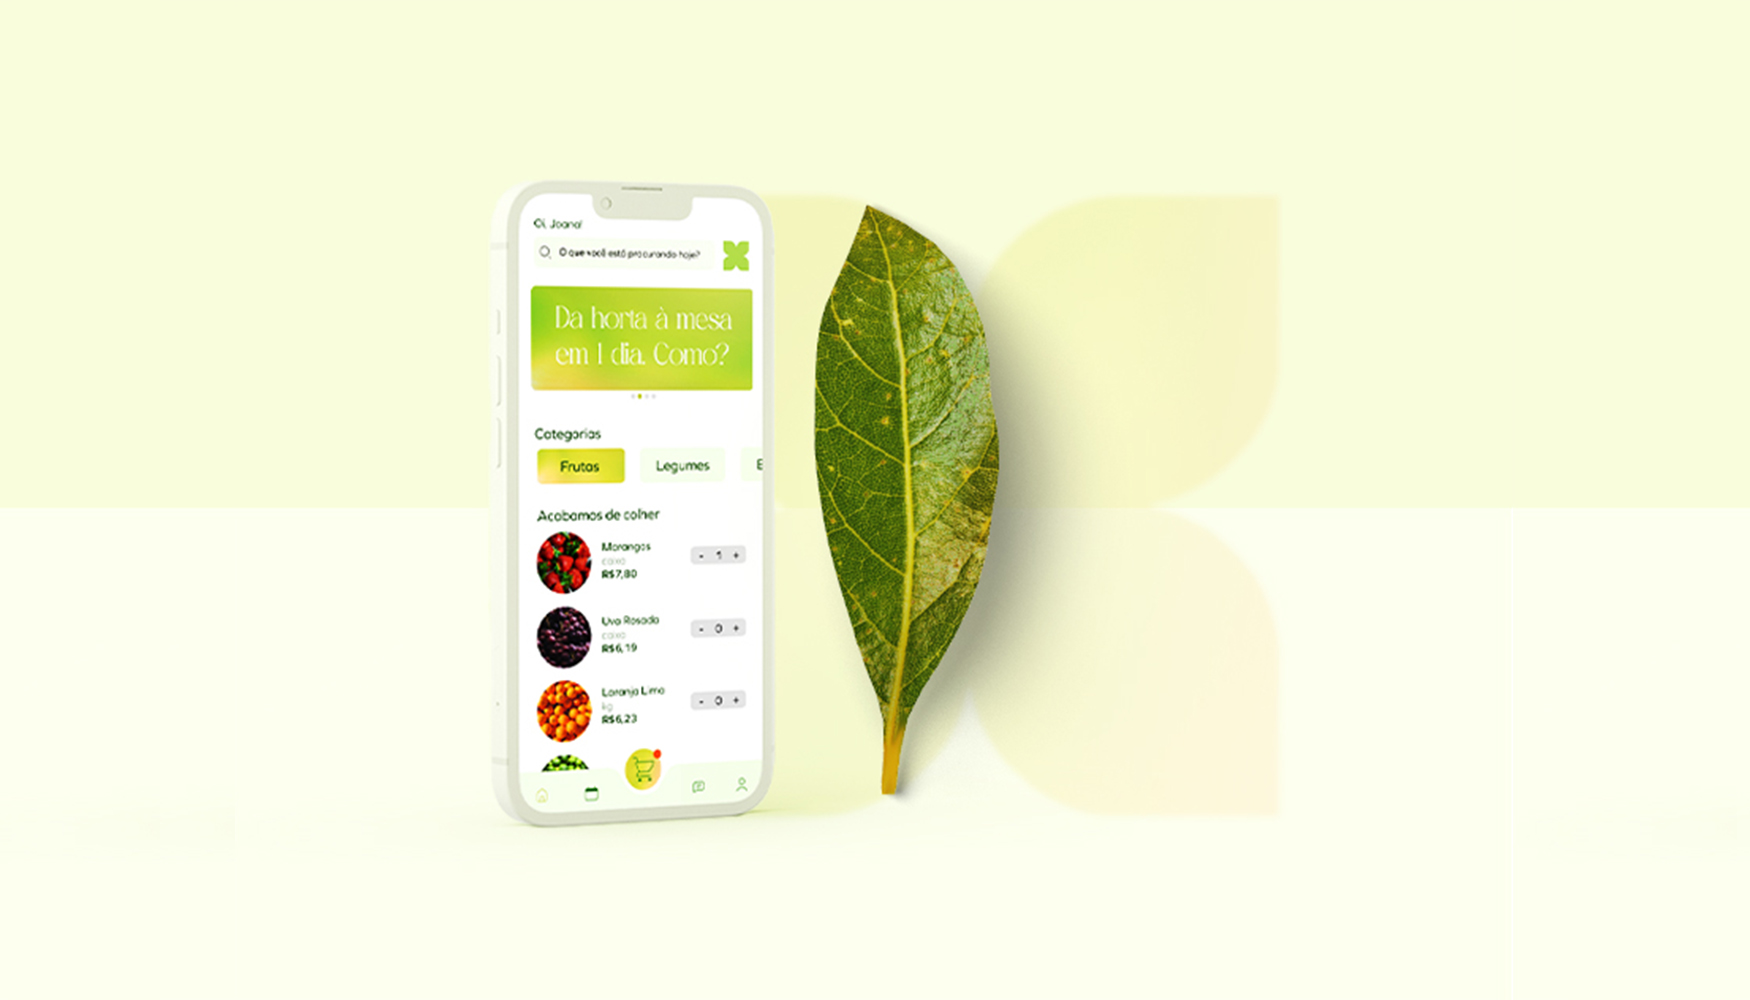 Oi, Joana!
O que você está procurando hoje?
Da horta à mesa
em 1 dia. Como?
Categorias
Frutas Legumes E
Acabamos de colher
Morangos
caixa
R$7,80
- 1 +
Uva Rosada
caixa
R$6,19
- 0 +
Laranja Lima
kg
R$6,23
- 0 +